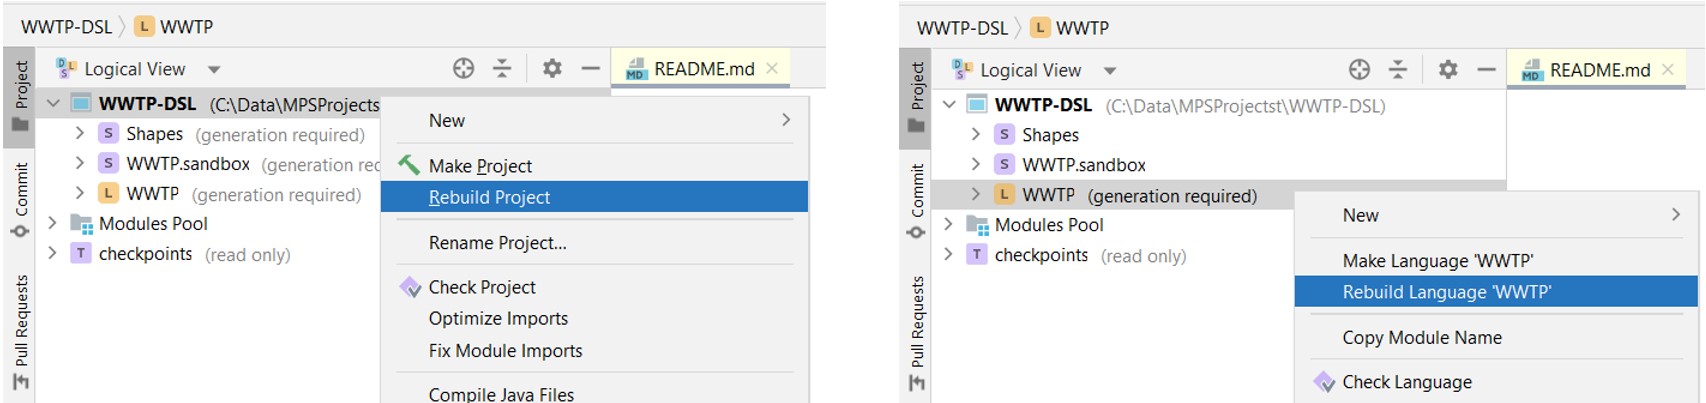 WWTP-DSL L WWTP
Project
Commit
Pull Requests
D L S Logical View
MD README.md
WWTP-DSL (C:\Data\MPSProjects
S Shapes (generation required)
S WWTP.sandbox (generation rec
L WWTP (generation required)
Modules Pool
T checkpoints (read only)
New
Make Project
Rebuild Project
Rename Project...
Check Project
Optimize Imports
Fix Module Imports
Compile Java Files
WWTP-DSL L WWTP
Project
Commit
Pull Requests
D L S Logical View
MD README.md
WWTP-DSL (C:\Data\MPSProjectst\WWTP-DSL)
S Shapes
S WWTP.sandbox
L WWTP (generation required)
Modules Pool
T checkpoints (read only)
New
Make Language 'WWTP'
Rebuild Language 'WWTP'
Copy Module Name
Check Language